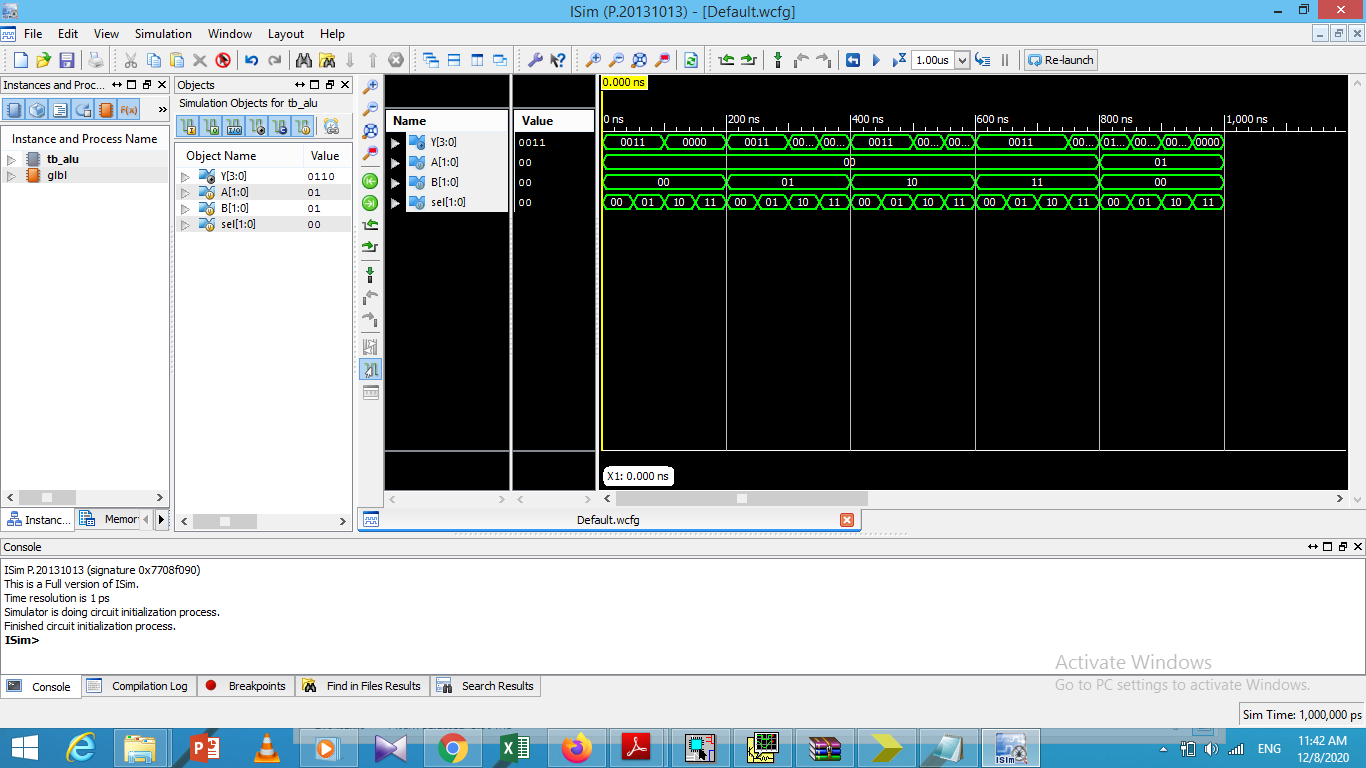 ISim (P.20131013) - [Default.wcfg]
File Edit View Simulation Window Layout Help
1.00us Re-launch
Instances and Proc...
Instance and Process Name
tb_alu
glbl
Instanc... Memor
Objects
Simulation Objects for tb_alu
Object Name Value
Y[3:0] 0110
A[1:0] 01
B[1:0] 01
sel[1:0] 00
Name Value
Y[3:0] 0011
A[1:0] 00
B[1:0] 00
sel[1:0] 00
0.000 ns
0 ns 200 ns 400 ns 600 ns 800 ns 1,000 ns
0011 0000 0011 00... 00... 0011 00... 00... 0011 00... 01... 00... 00... 0000
00 01
00 01 10 11 00
00 01 10 11 00 01 10 11 00 01 10 11 00 01 10 11 00 01 10 11
X1: 0.000 ns
Default.wcfg
Console
ISim P.20131013 (signature 0x7708f090)
This is a Full version of ISim.
Time resolution is 1 ps
Simulator is doing circuit initialization process.
Finished circuit initialization process.
ISim>
Console Compilation Log Breakpoints Find in Files Results Search Results
Activate Windows
Go to PC settings to activate Windows.
Sim Time: 1,000,000 ps
ENG
11:42 AM
12/8/2020